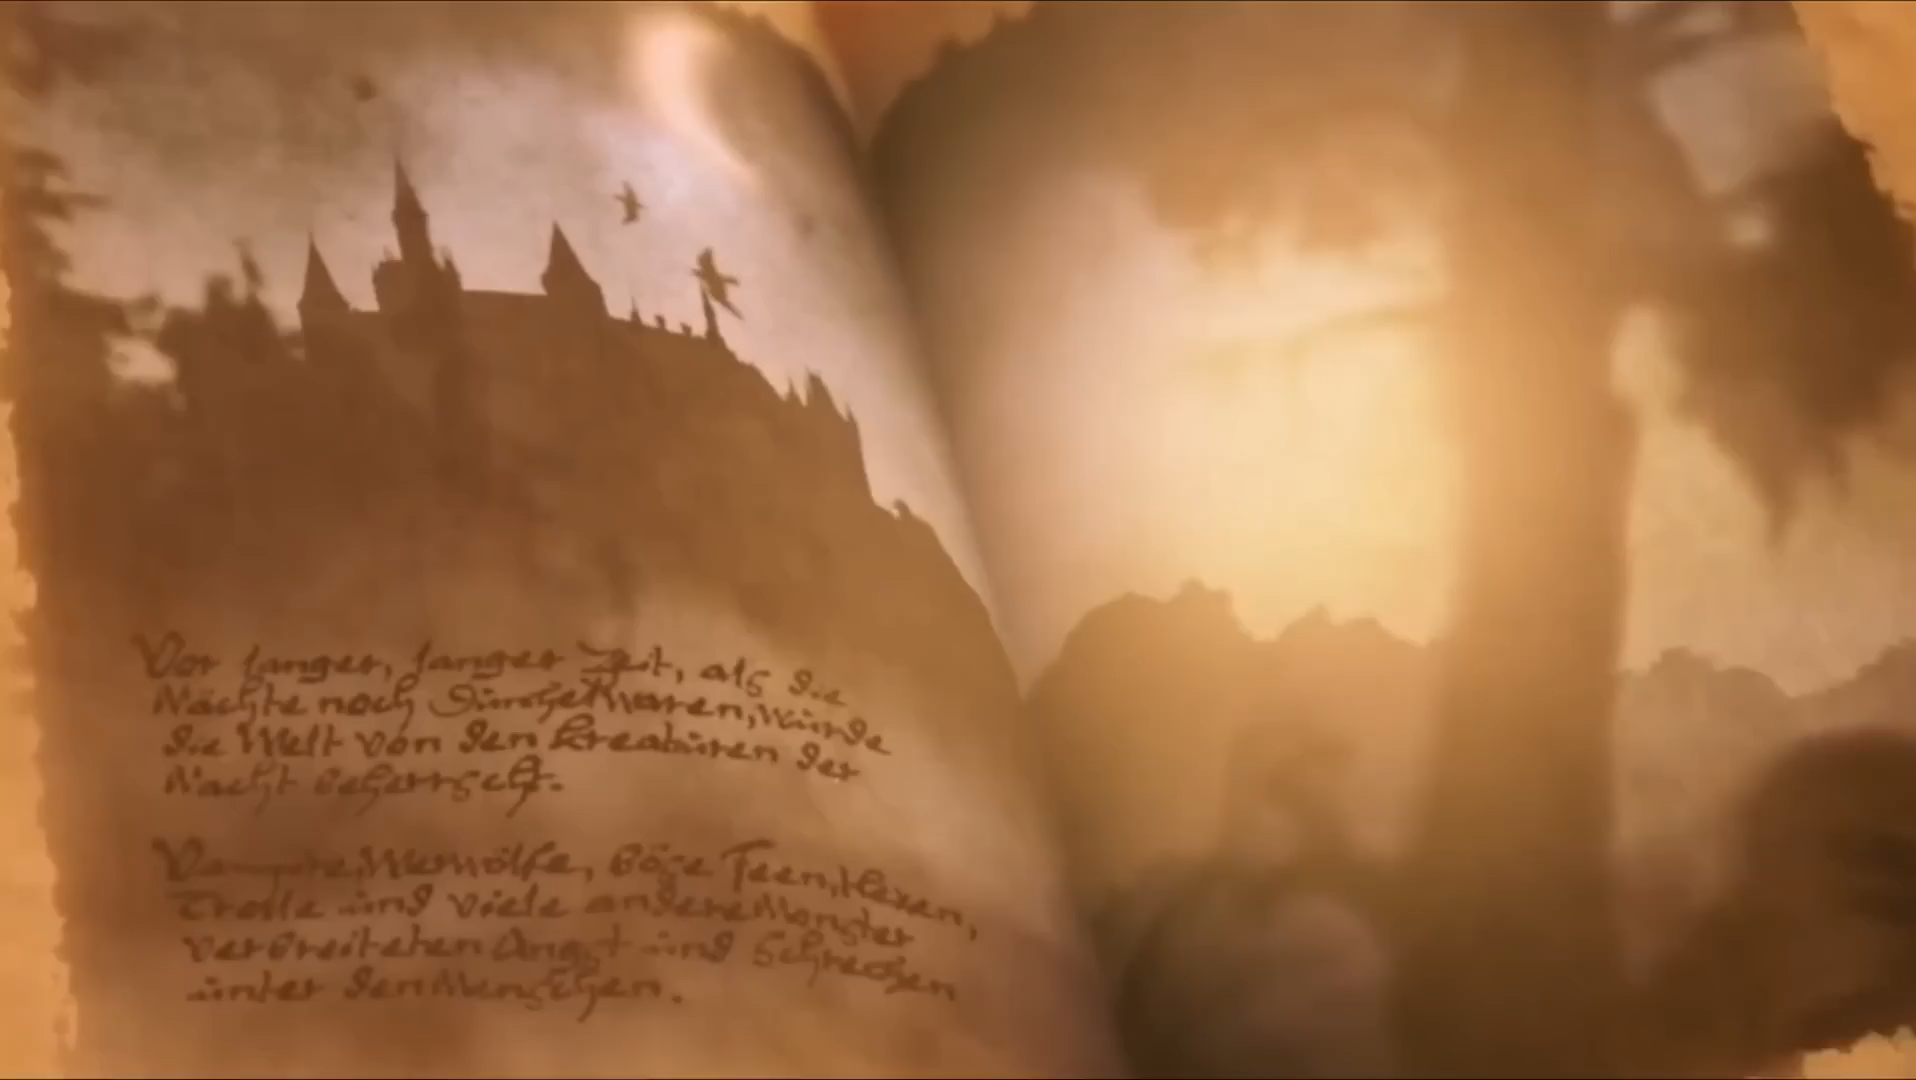 Vor langer, langer Zeit, als die
Nächte noch dunkel waren, wurde
die Welt von den Kreaturen der
Nacht beherrscht.
Vampire, Werwölfe, böse Feen, Hexen,
Trolle und viele andere Monster
verbreiteten Angst und Schrecken
unter den Menschen.